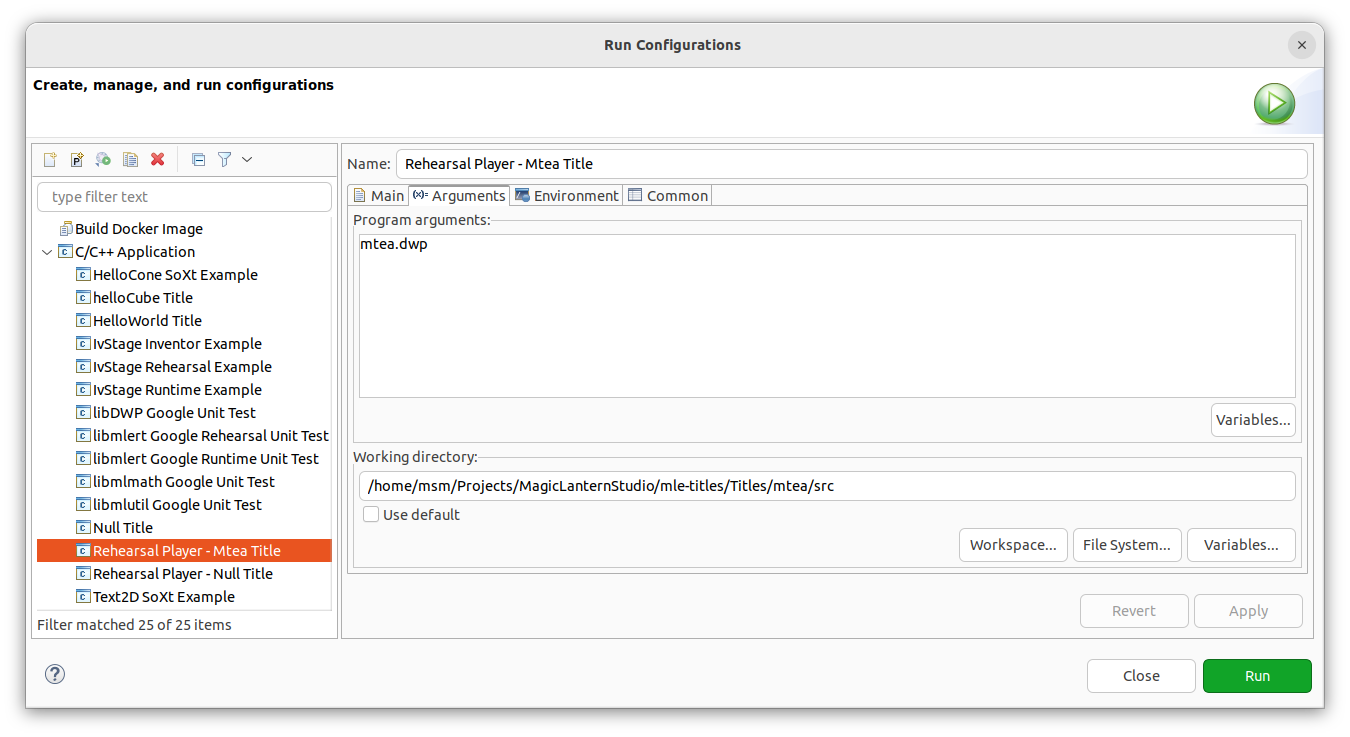 Run Configurations
Create, manage, and run configurations
type filter text
Build Docker Image
C/C++ Application
HelloCone SoXt Example
helloCube Title
HelloWorld Title
IvStage Inventor Example
IvStage Rehearsal Example
IvStage Runtime Example
libDWP Google Unit Test
libmlert Google Rehearsal Unit Test
libmlert Google Runtime Unit Test
libmlmath Google Unit Test
libmlutil Google Unit Test
Null Title
Rehearsal Player - Mtea Title
Rehearsal Player - Null Title
Text2D SoXt Example
Filter matched 25 of 25 items
Name: Rehearsal Player - Mtea Title
Main (x)= Arguments Environment Common
Program arguments:
mtea.dwp
Variables...
Working directory:
/home/msm/Projects/MagicLanternStudio/mle-titles/Titles/mtea/src
Use default
Workspace... File System... Variables...
Revert Apply
? Close Run